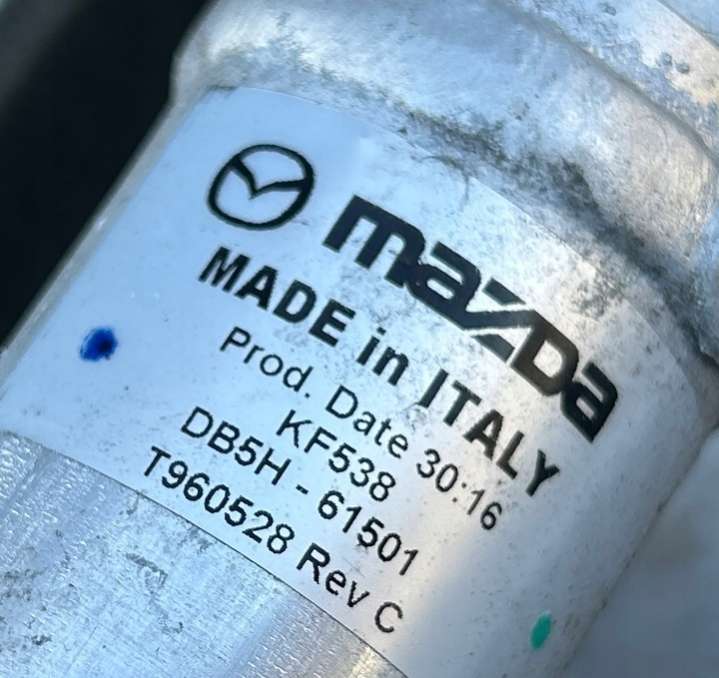 mazda
MADE in ITALY
Prod. Date 30:16
KF538
DB5H - 61501
T960528 Rev C